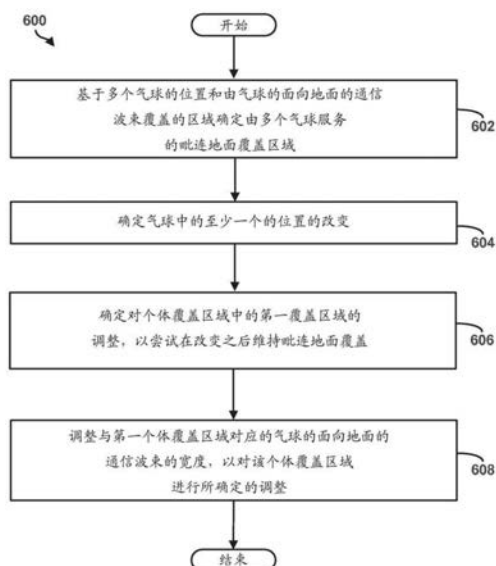 600
开始
基于多个气球的位置和由气球的面向地面的通信
波束覆盖的区域确定由多个气球服务
的毗连地面覆盖区域
602
确定气球中的至少一个的位置的改变
604
确定对个体覆盖区域中的第一覆盖区域的
调整，以尝试在改变之后维持毗连地面覆盖
606
调整与第一个体覆盖区域对应的气球的面向地面的
通信波束的宽度，以对该个体覆盖区域
进行所确定的调整
608
结束